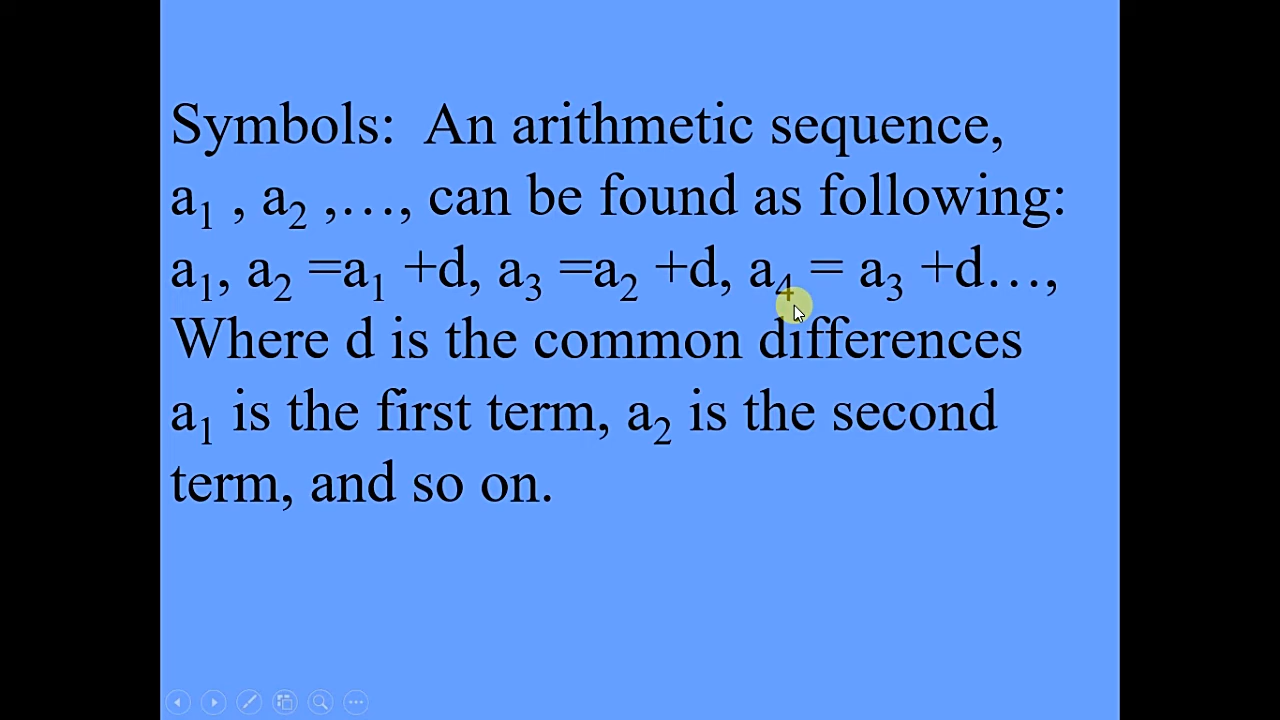 Symbols: An arithmetic sequence,
a₁ , a₂ ,…, can be found as following:
a₁, a₂ =a₁ +d, a₃ =a₂ +d, a₄ = a₃ +d…,
Where d is the common differences
a₁ is the first term, a₂ is the second
term, and so on.